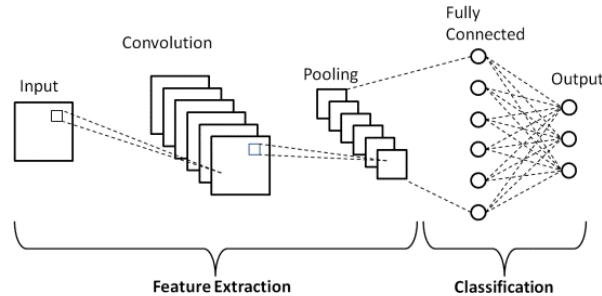 Input
Convolution
Pooling
Fully
Connected
Output
Feature Extraction
Classification